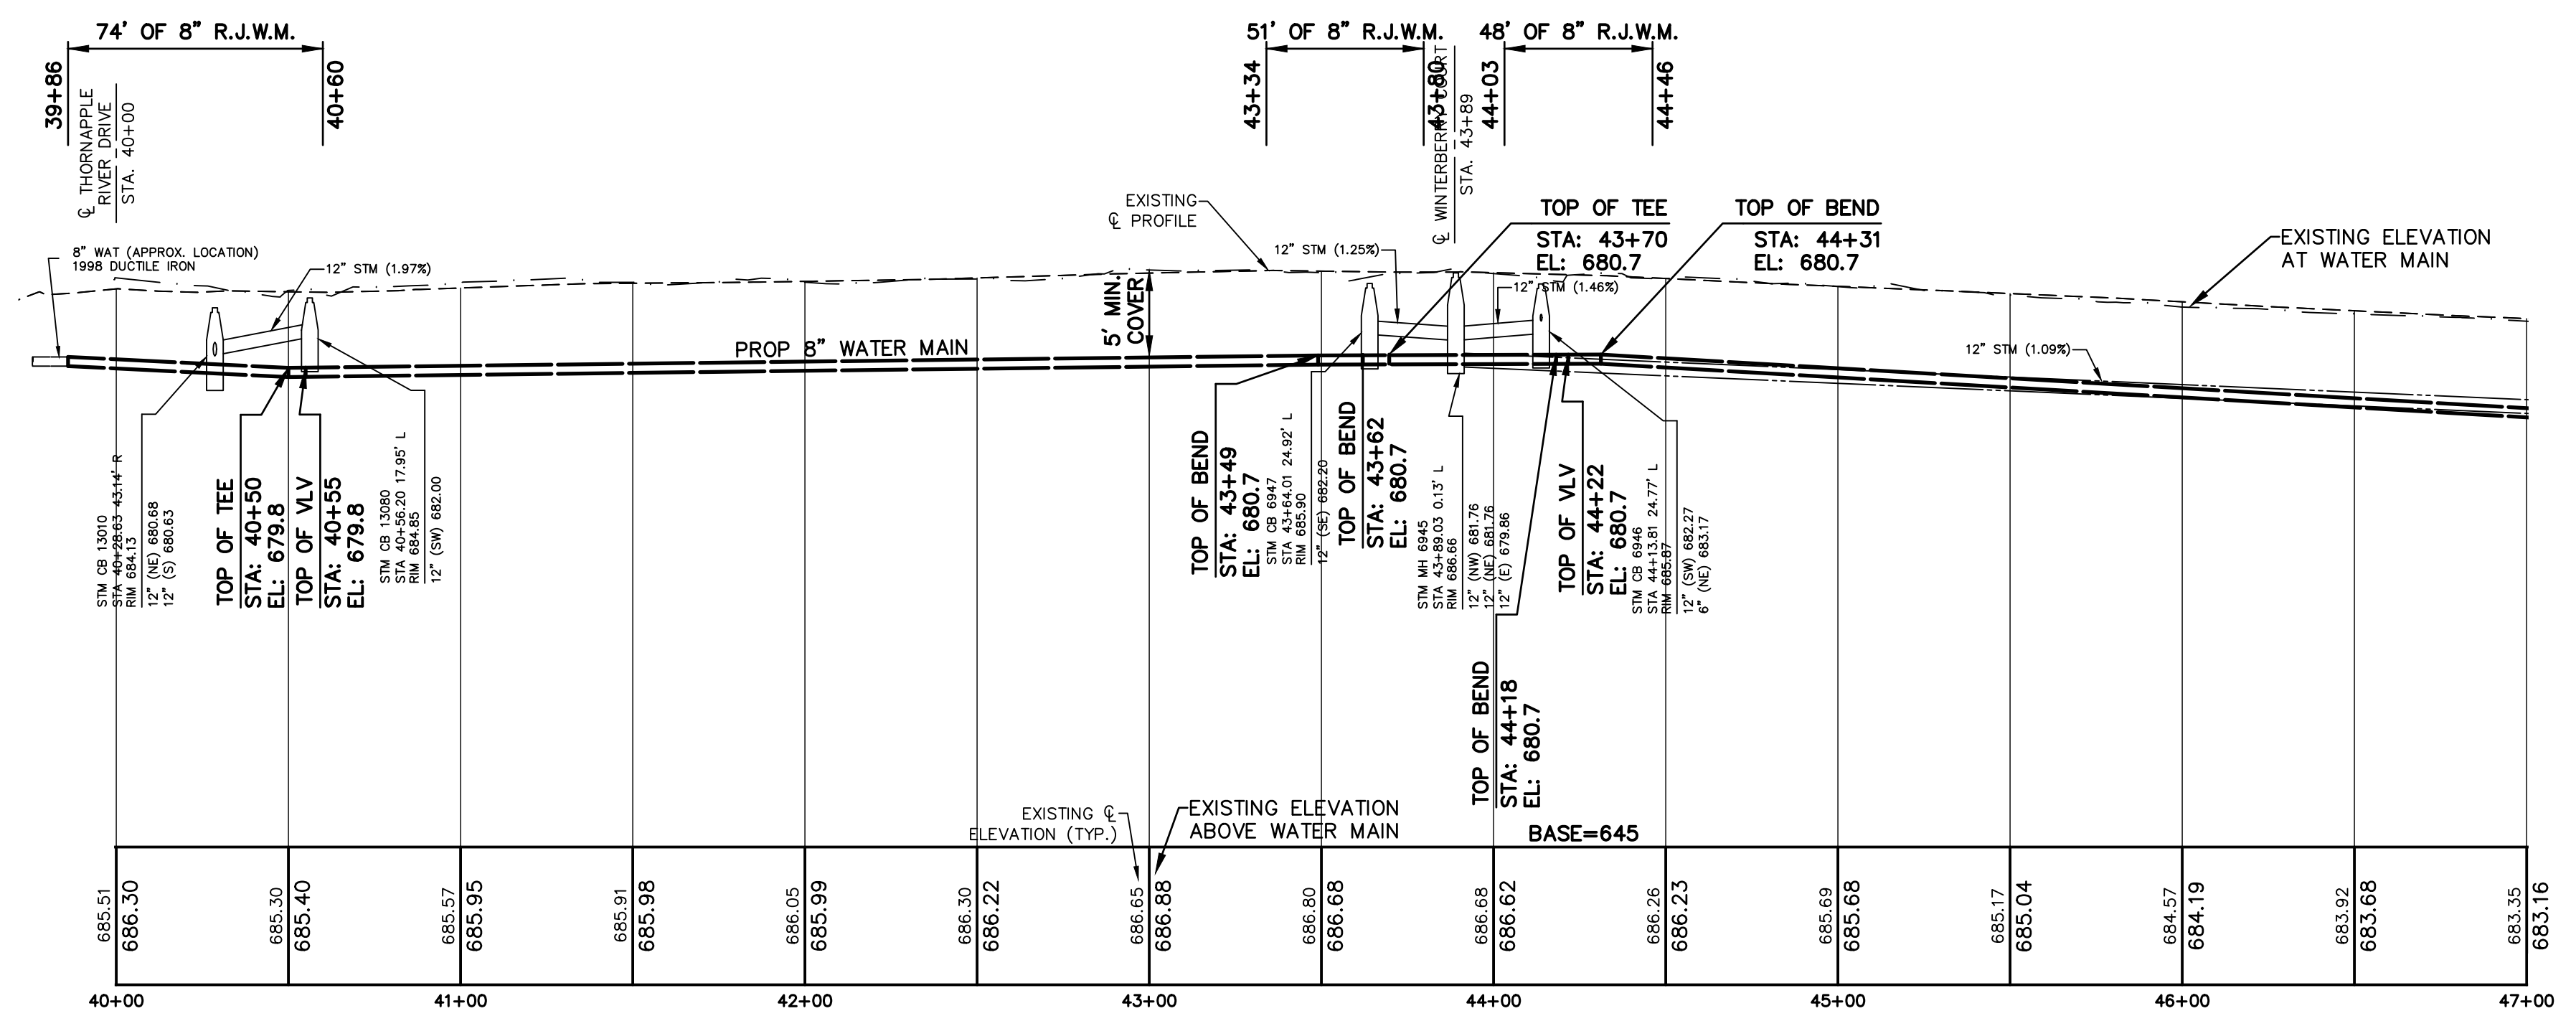 74' OF 8" R.J.W.M.
39+86
40+60
℄ THORNAPPLE
RIVER DRIVE
STA. 40+00
51' OF 8" R.J.W.M.
43+34
43+80
℄ WINTERBERRY COURT
STA. 43+89
48' OF 8" R.J.W.M.
44+03
44+46
8" WAT (APPROX. LOCATION)
1998 DUCTILE IRON
12" STM (1.97%)
EXISTING
℄ PROFILE
12" STM (1.25%)
TOP OF TEE
STA: 43+70
EL: 680.7
12" STM (1.46%)
TOP OF BEND
STA: 44+31
EL: 680.7
EXISTING ELEVATION
AT WATER MAIN
5' MIN.
COVER
PROP 8" WATER MAIN
12" STM (1.09%)
STM CB 13010
STA 40+28.63 43.14' R
RIM 684.13
12" (NE) 680.68
12" (S) 680.63
TOP OF TEE
STA: 40+50
EL: 679.8
TOP OF VLV
STA: 40+55
EL: 679.8
STM CB 13080
STA 40+56.20 17.95' L
RIM 684.85
12" (SW) 682.00
TOP OF BEND
STA: 43+49
EL: 680.7
STM CB 6947
STA 43+64.01 24.92' L
RIM 685.90
12" (SE) 682.20
TOP OF BEND
STA: 43+62
EL: 680.7
STM MH 6945
STA 43+89.03 0.13' L
RIM 686.66
12" (NW) 681.76
12" (NE) 681.76
12" (E) 679.86
TOP OF BEND
STA: 44+18
EL: 680.7
TOP OF VLV
STA: 44+22
EL: 680.7
STM CB 6946
STA 44+13.81 24.77' L
RIM 685.87
12" (SW) 682.27
6" (NE) 683.17
EXISTING ℄
ELEVATION (TYP.)
EXISTING ELEVATION
ABOVE WATER MAIN
BASE=645
685.51
686.30
685.30
685.40
685.57
685.95
685.91
685.98
686.05
685.99
686.30
686.22
686.65
686.88
686.80
686.68
686.68
686.62
686.26
686.23
685.69
685.68
685.17
685.04
684.57
684.19
683.92
683.68
683.35
683.16
40+00 41+00 42+00 43+00 44+00 45+00 46+00 47+00